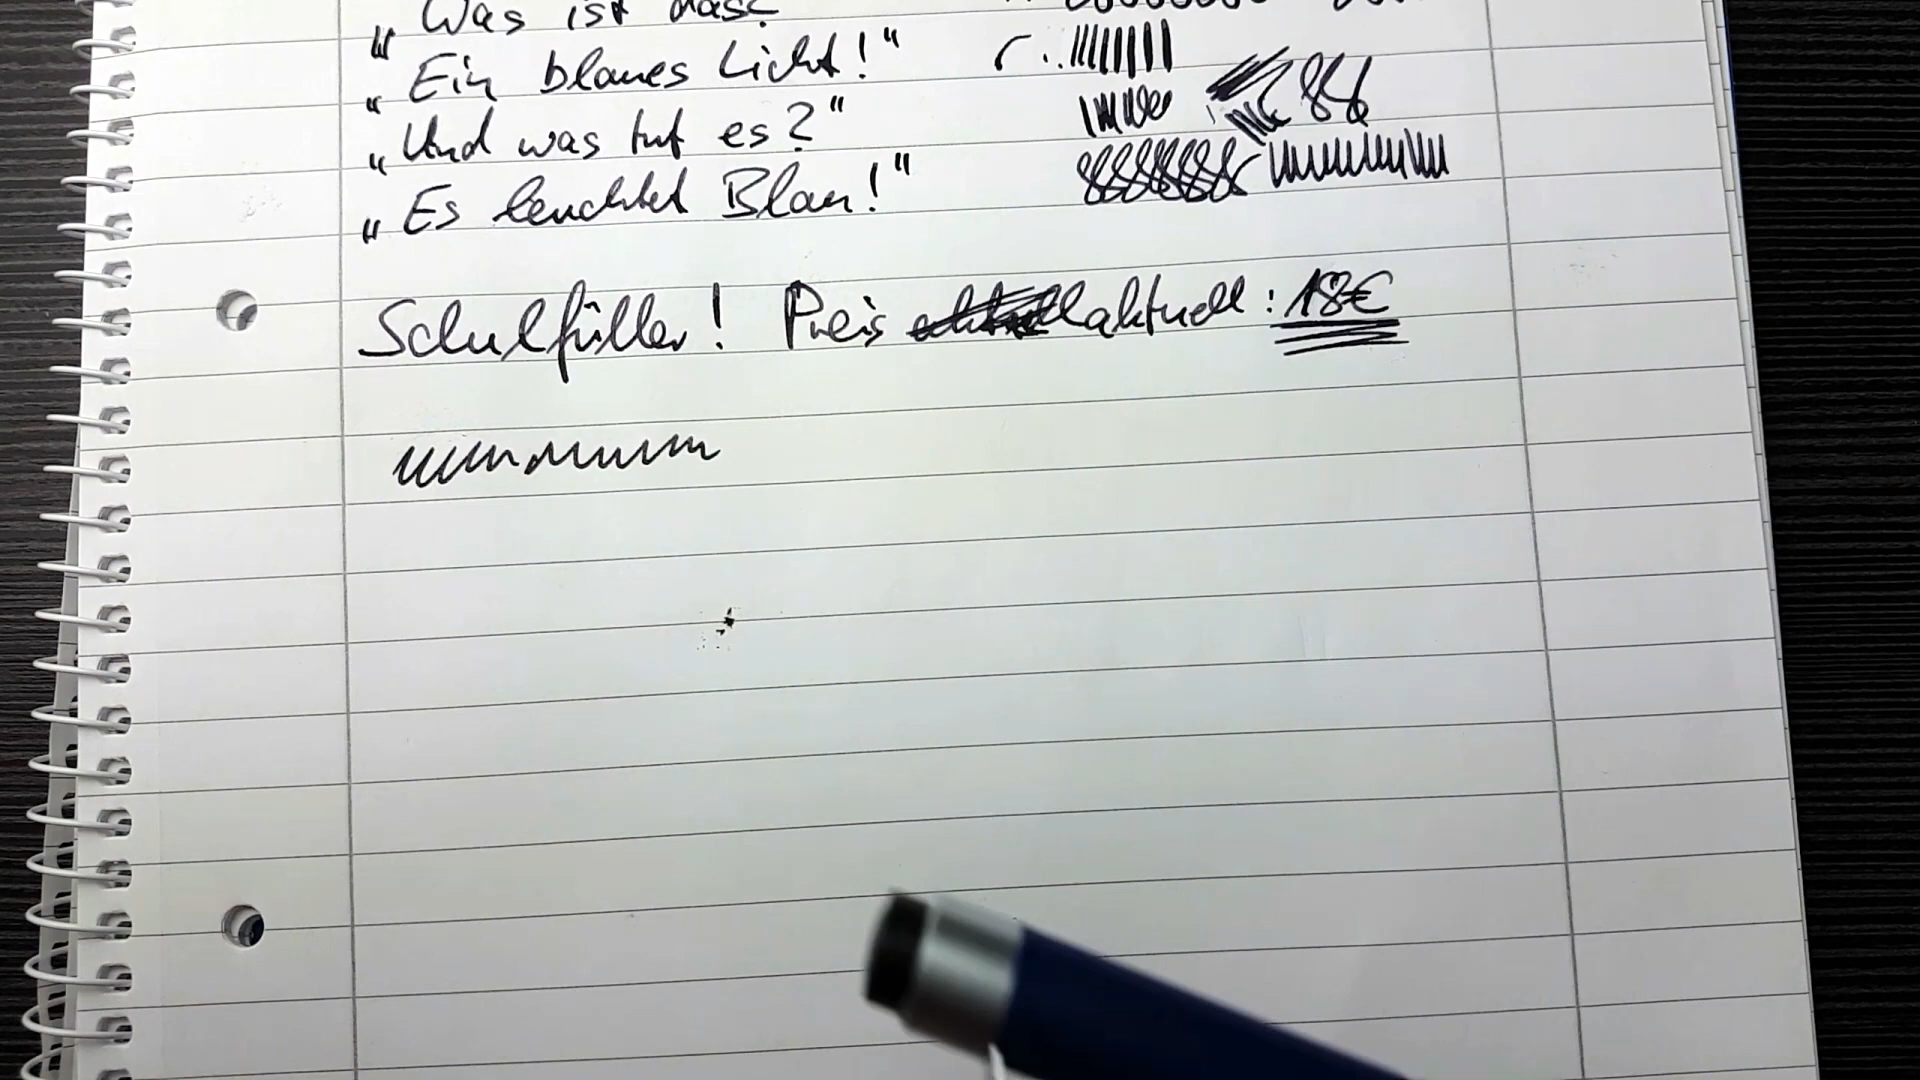 „Was ist das?
„Ein blaues Licht!“
„Und was tut es?“
„Es leuchtet Blau!“
Schulfüller! Preis aktuell: 18€